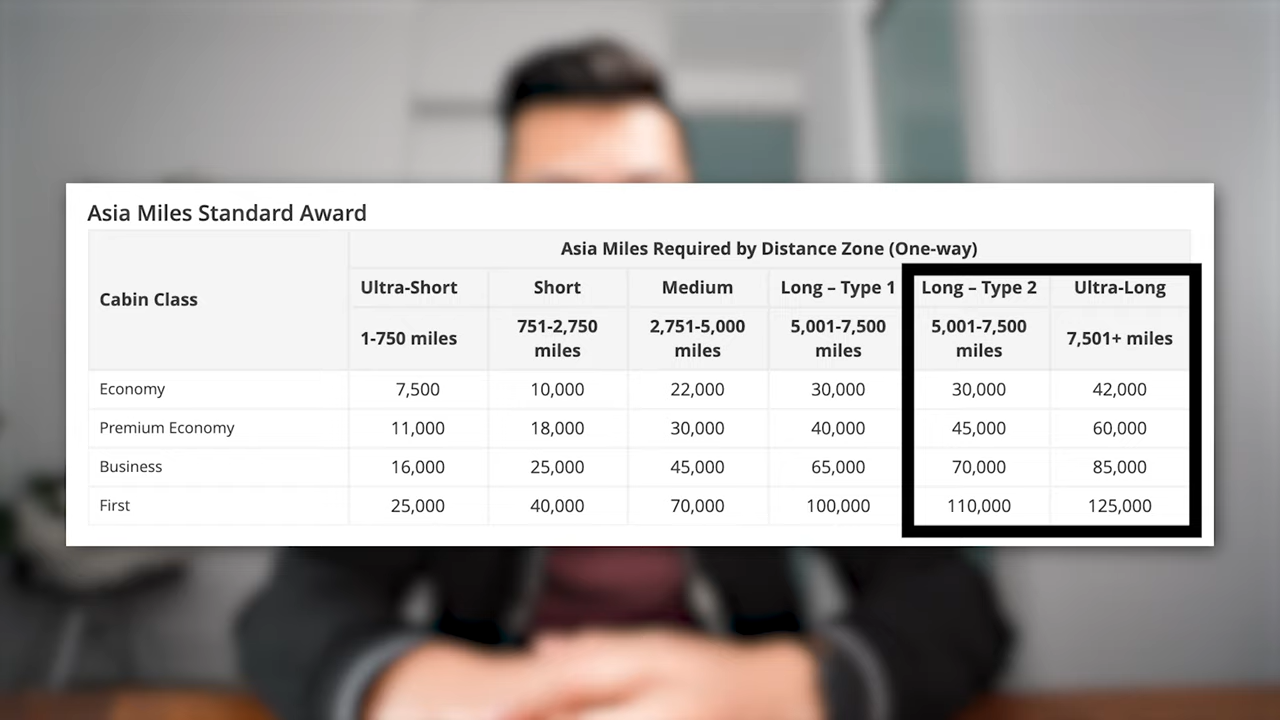 Asia Miles Standard Award
Cabin Class
Asia Miles Required by Distance Zone (One-way)
Ultra-Short Short Medium Long – Type 1 Long – Type 2 Ultra-Long
1-750 miles 751-2,750 miles 2,751-5,000 miles 5,001-7,500 miles 5,001-7,500 miles 7,501+ miles
Economy 7,500 10,000 22,000 30,000 30,000 42,000
Premium Economy 11,000 18,000 30,000 40,000 45,000 60,000
Business 16,000 25,000 45,000 65,000 70,000 85,000
First 25,000 40,000 70,000 100,000 110,000 125,000